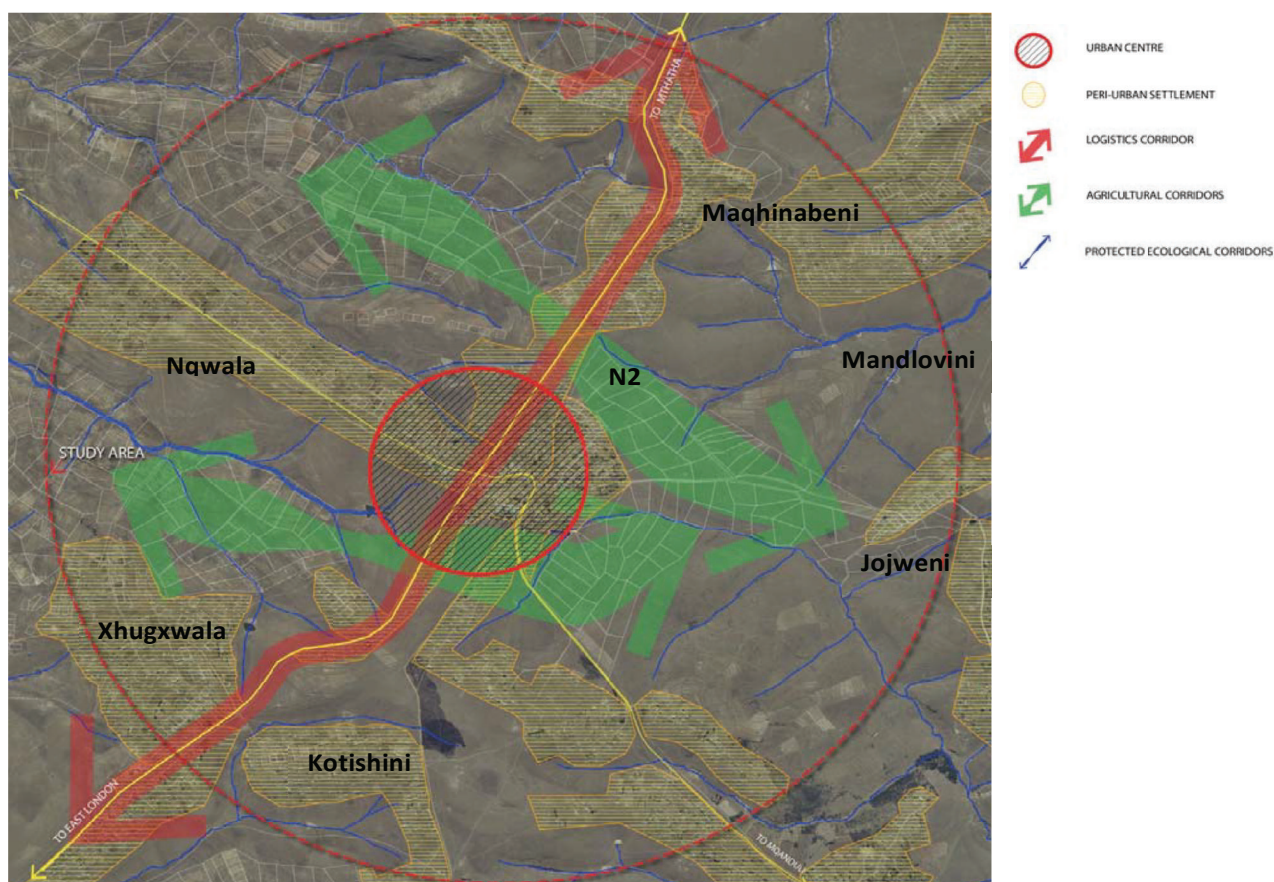 TO MTHATHA
Maqhinabeni
Mandlovini
N2
Nqwala
STUDY AREA
Jojweni
Xhugxwala
Kotishini
TO EAST LONDON
TO MQANDULI
URBAN CENTRE
PERI-URBAN SETTLEMENT
LOGISTICS CORRIDOR
AGRICULTURAL CORRIDORS
PROTECTED ECOLOGICAL CORRIDORS